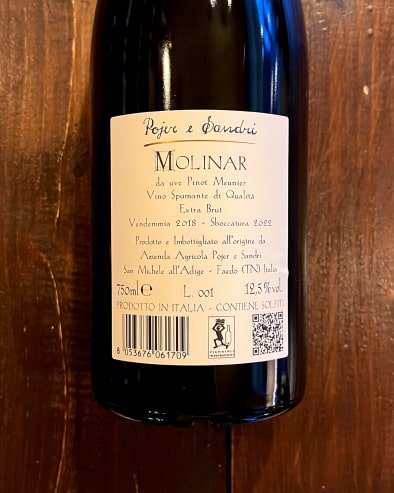 Pojer e Sandri
MOLINAR
da uve Pinot Meunier
Vino Spumante di Qualità
Extra Brut
Vendemmia 2018 - Sboccatura 2022
Prodotto e Imbottigliato all'origine da
Azienda Agricola Pojer e Sandri
San Michele all'Adige - Faedo (TN) Italia
750ml e L. 001 12,5% vol.
PRODOTTO IN ITALIA - CONTIENE SOLFITI
8 053676 061709
VIGNAIOLI
INDIPENDENTI